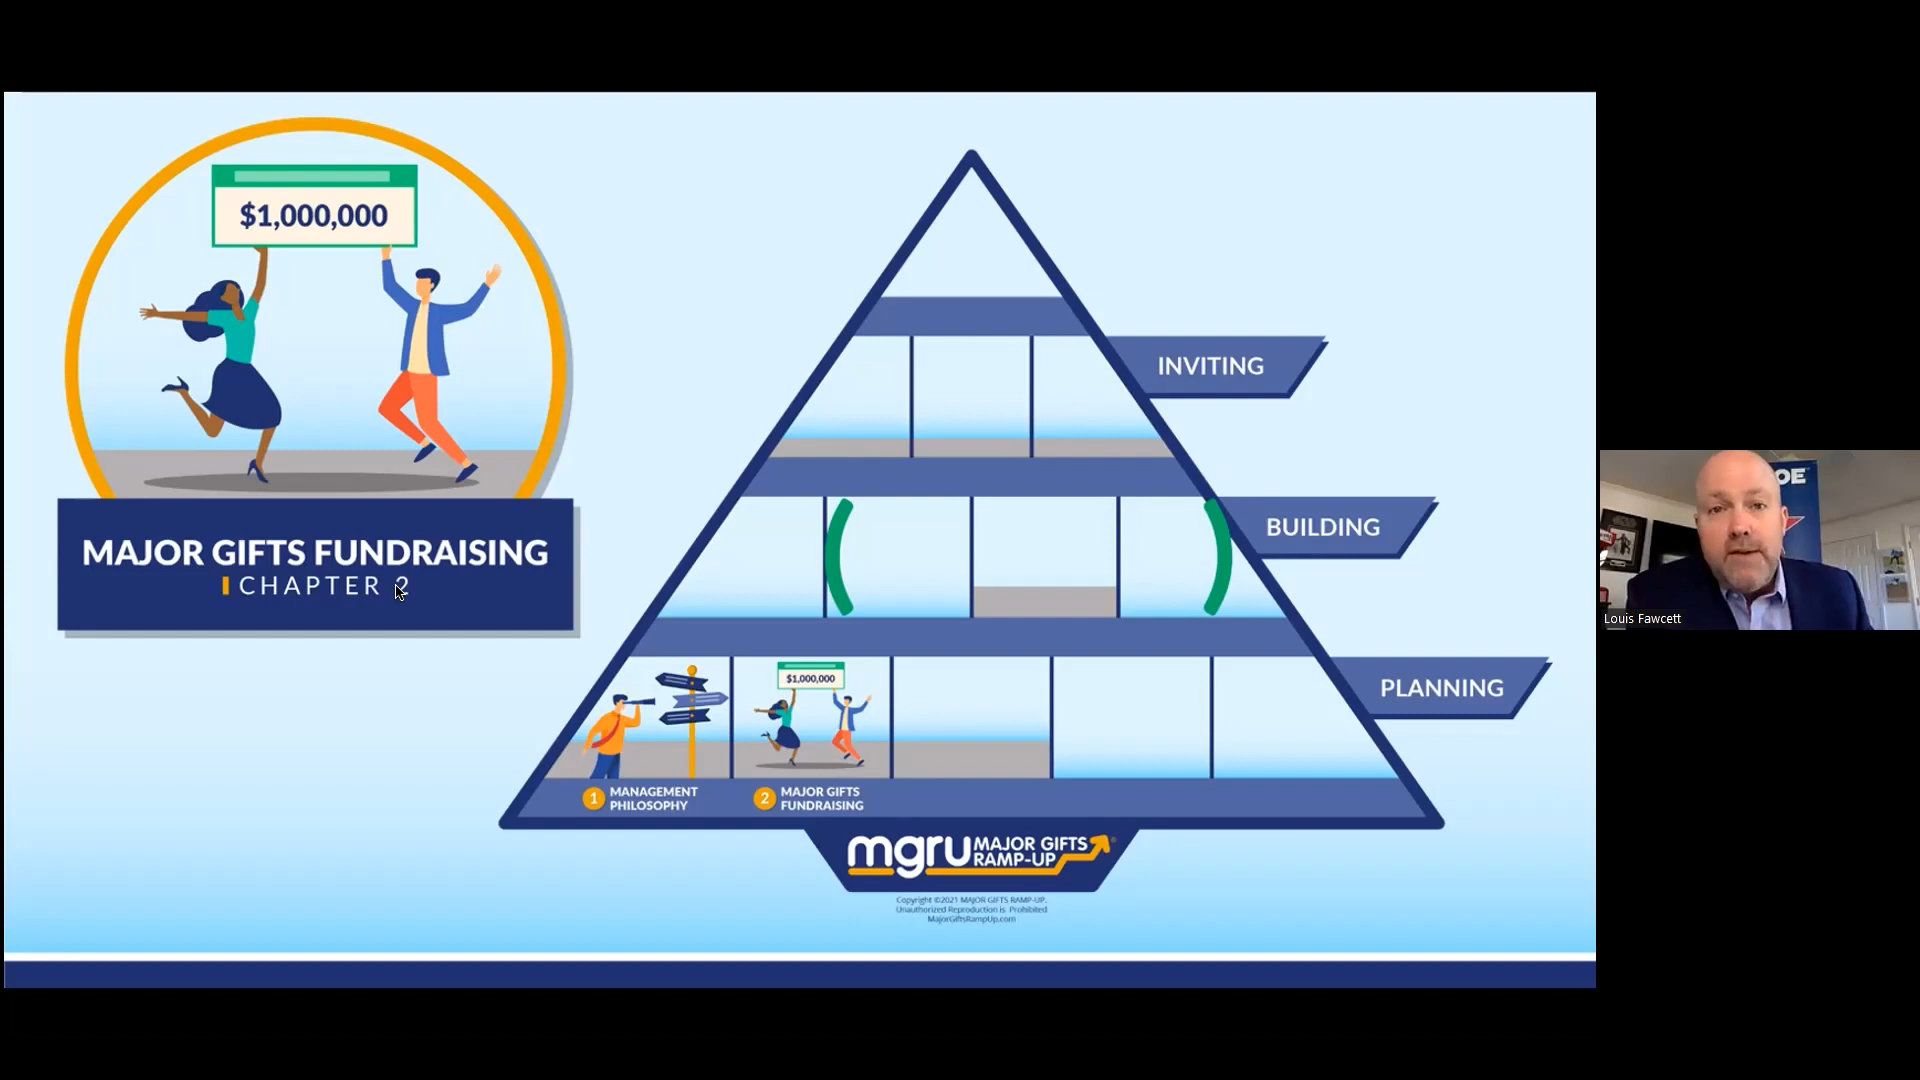 $1,000,000
MAJOR GIFTS FUNDRAISING
CHAPTER 2
INVITING
BUILDING
PLANNING
$1,000,000
1 MANAGEMENT
PHILOSOPHY
2 MAJOR GIFTS
FUNDRAISING
mgru MAJOR GIFTS
RAMP-UP
Copyright ©2021 MAJOR GIFTS RAMP-UP.
Unauthorized Reproduction is Prohibited
MajorGiftsRampUp.com
OE
Louis Fawcett